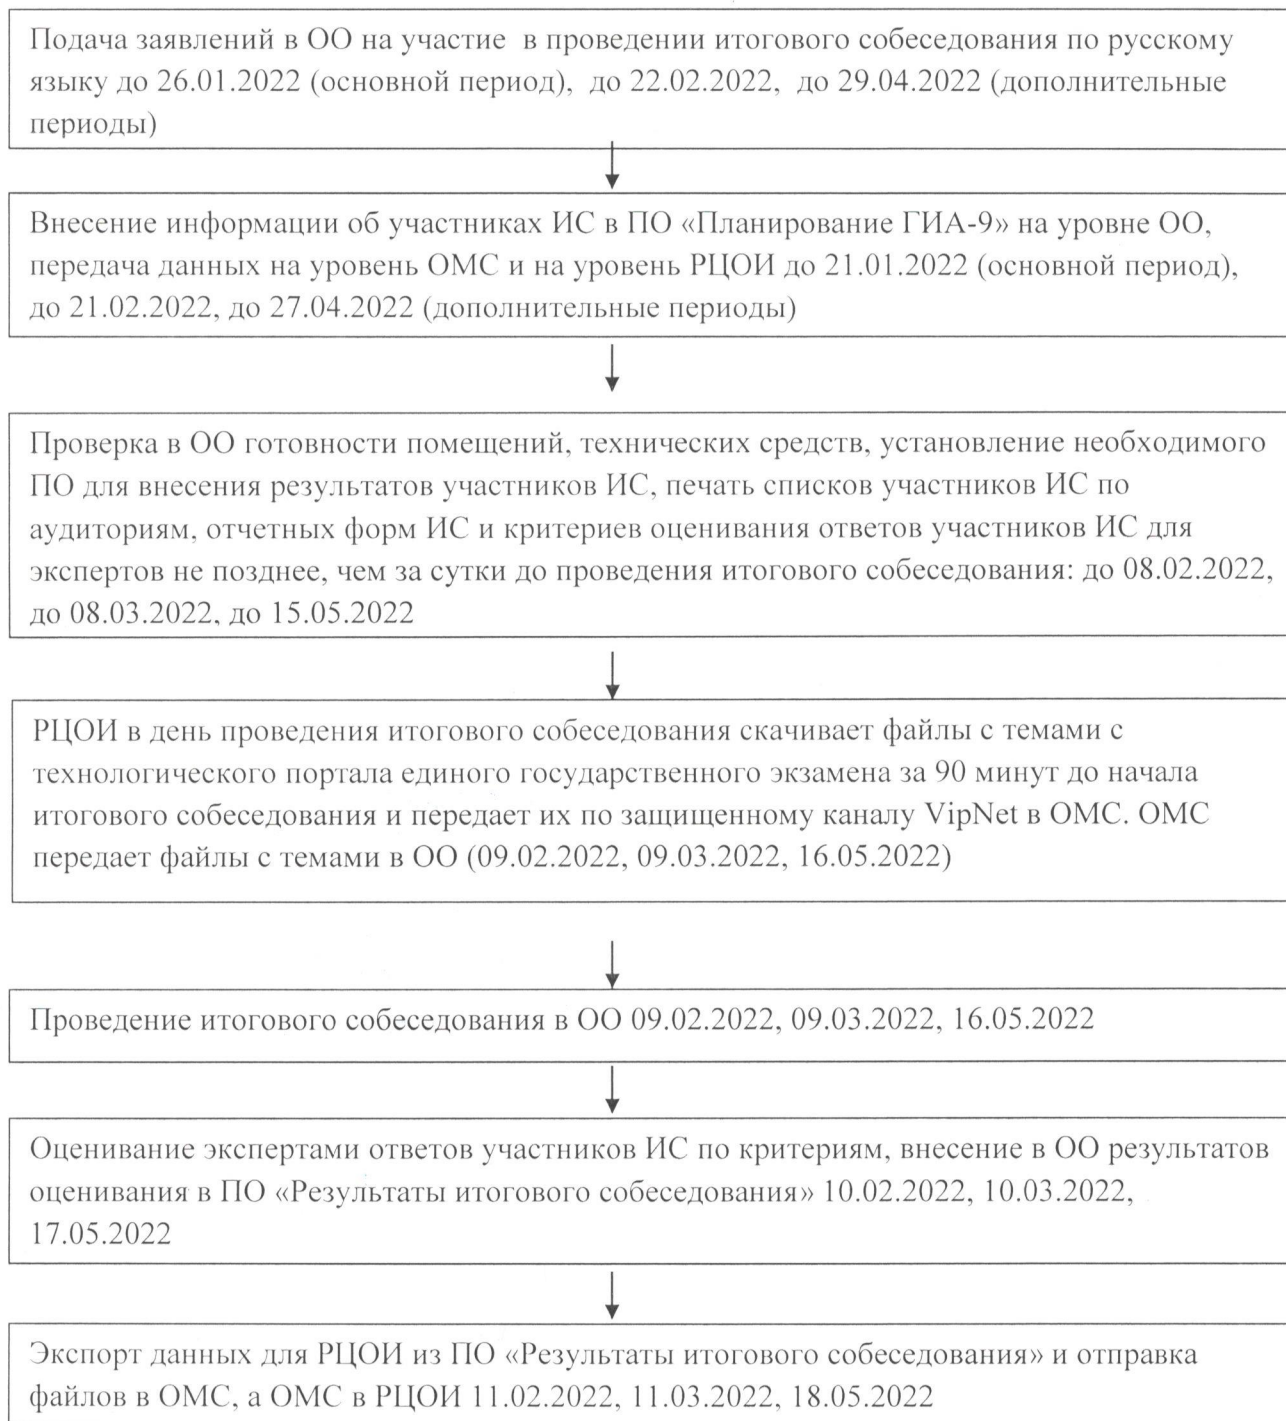 Подача заявлений в ОО на участие в проведении итогового собеседования по русскому
языку до 26.01.2022 (основной период), до 22.02.2022, до 29.04.2022 (дополнительные
периоды)
Внесение информации об участниках ИС в ПО «Планирование ГИА-9» на уровне ОО,
передача данных на уровень ОМС и на уровень РЦОИ до 21.01.2022 (основной период),
до 21.02.2022, до 27.04.2022 (дополнительные периоды)
Проверка в ОО готовности помещений, технических средств, установление необходимого
ПО для внесения результатов участников ИС, печать списков участников ИС по
аудиториям, отчетных форм ИС и критериев оценивания ответов участников ИС для
экспертов не позднее, чем за сутки до проведения итогового собеседования: до 08.02.2022,
до 08.03.2022, до 15.05.2022
РЦОИ в день проведения итогового собеседования скачивает файлы с темами с
технологического портала единого государственного экзамена за 90 минут до начала
итогового собеседования и передает их по защищенному каналу VipNet в ОМС. ОМС
передает файлы с темами в ОО (09.02.2022, 09.03.2022, 16.05.2022)
Проведение итогового собеседования в ОО 09.02.2022, 09.03.2022, 16.05.2022
Оценивание экспертами ответов участников ИС по критериям, внесение в ОО результатов
оценивания в ПО «Результаты итогового собеседования» 10.02.2022, 10.03.2022,
17.05.2022
Экспорт данных для РЦОИ из ПО «Результаты итогового собеседования» и отправка
файлов в ОМС, а ОМС в РЦОИ 11.02.2022, 11.03.2022, 18.05.2022